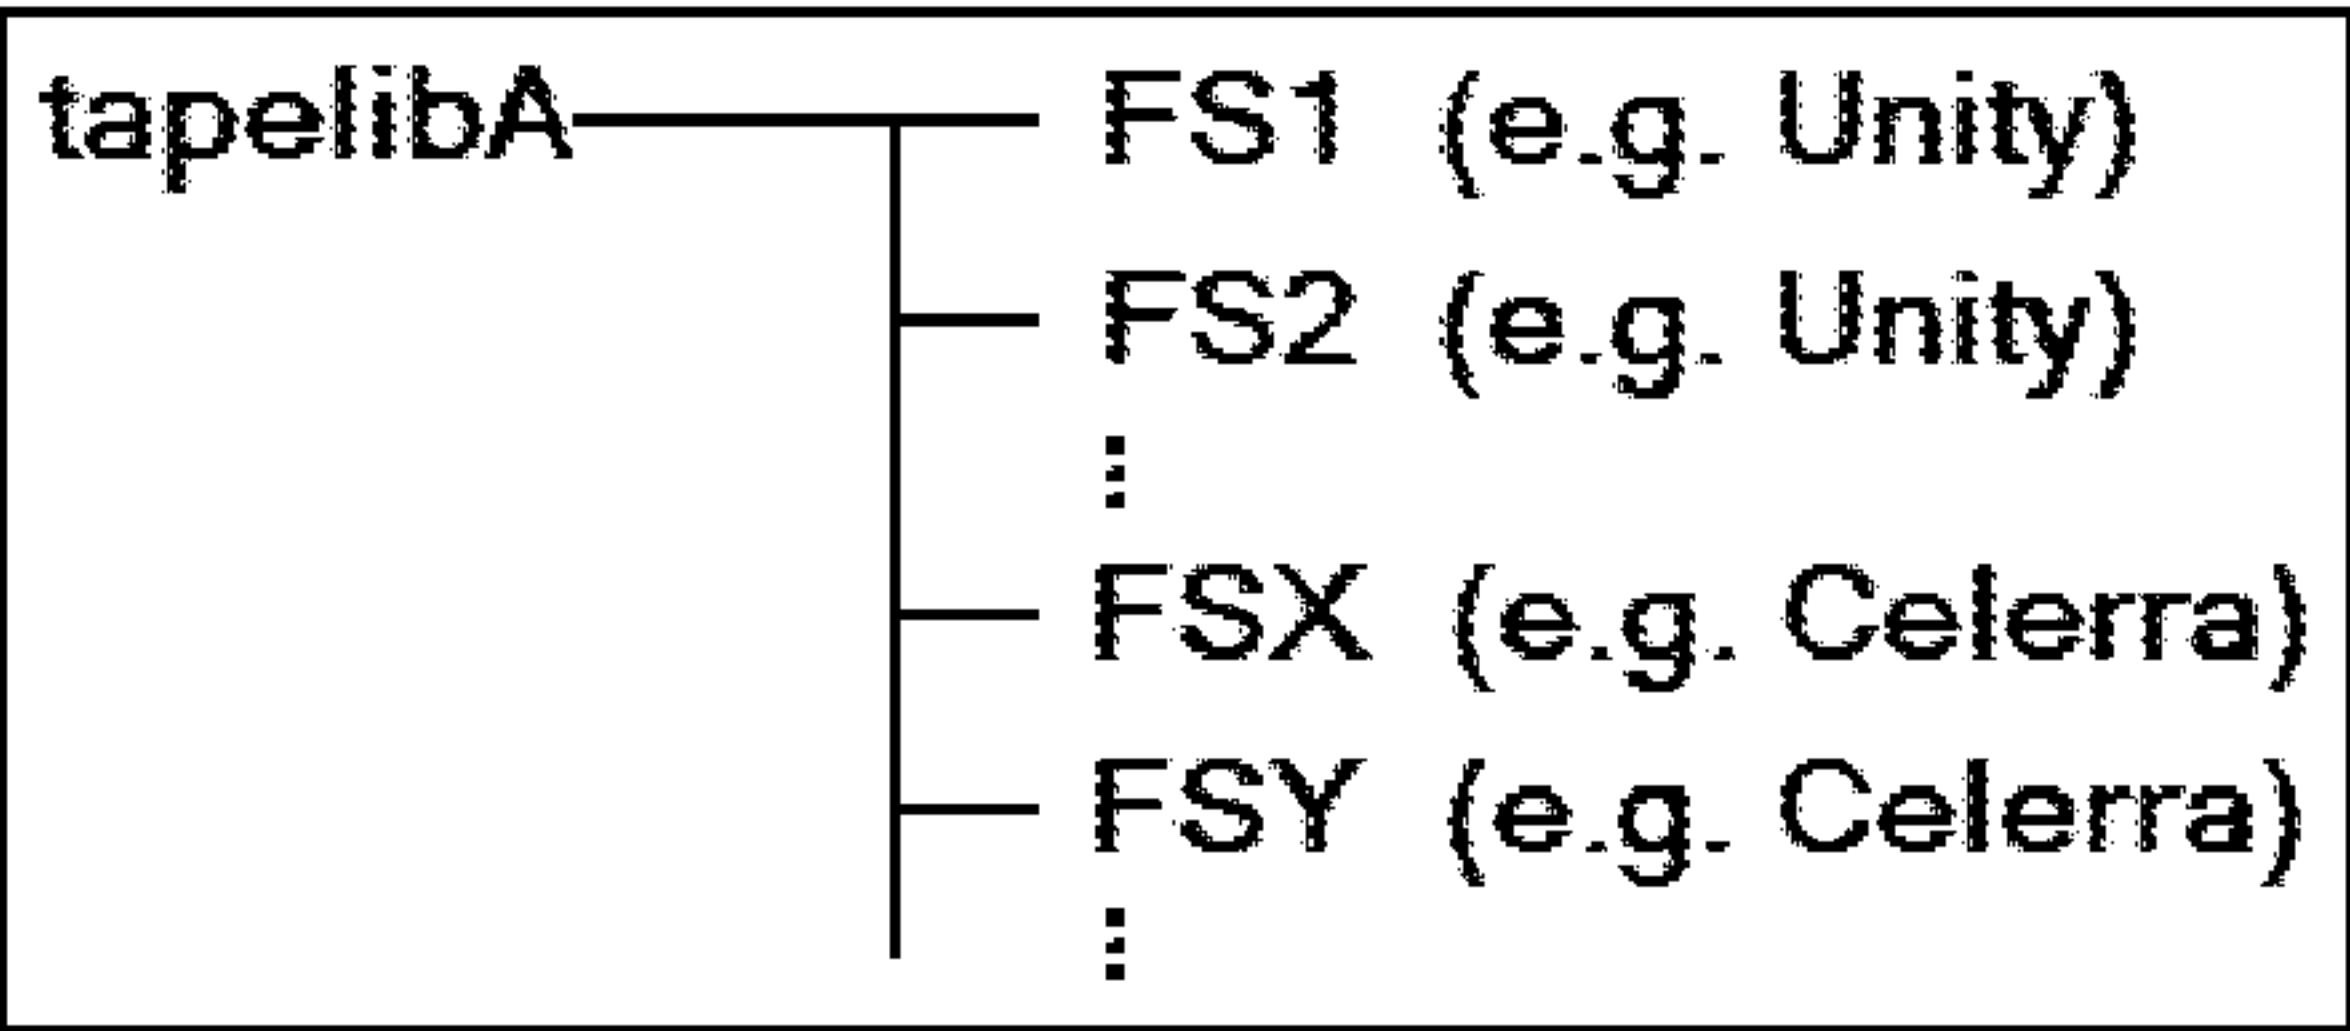 tapelibA FS1 (e.g. Unity)
FS2 (e.g. Unity)
⋮
FSX (e.g. Celerra)
FSY (e.g. Celerra)
⋮